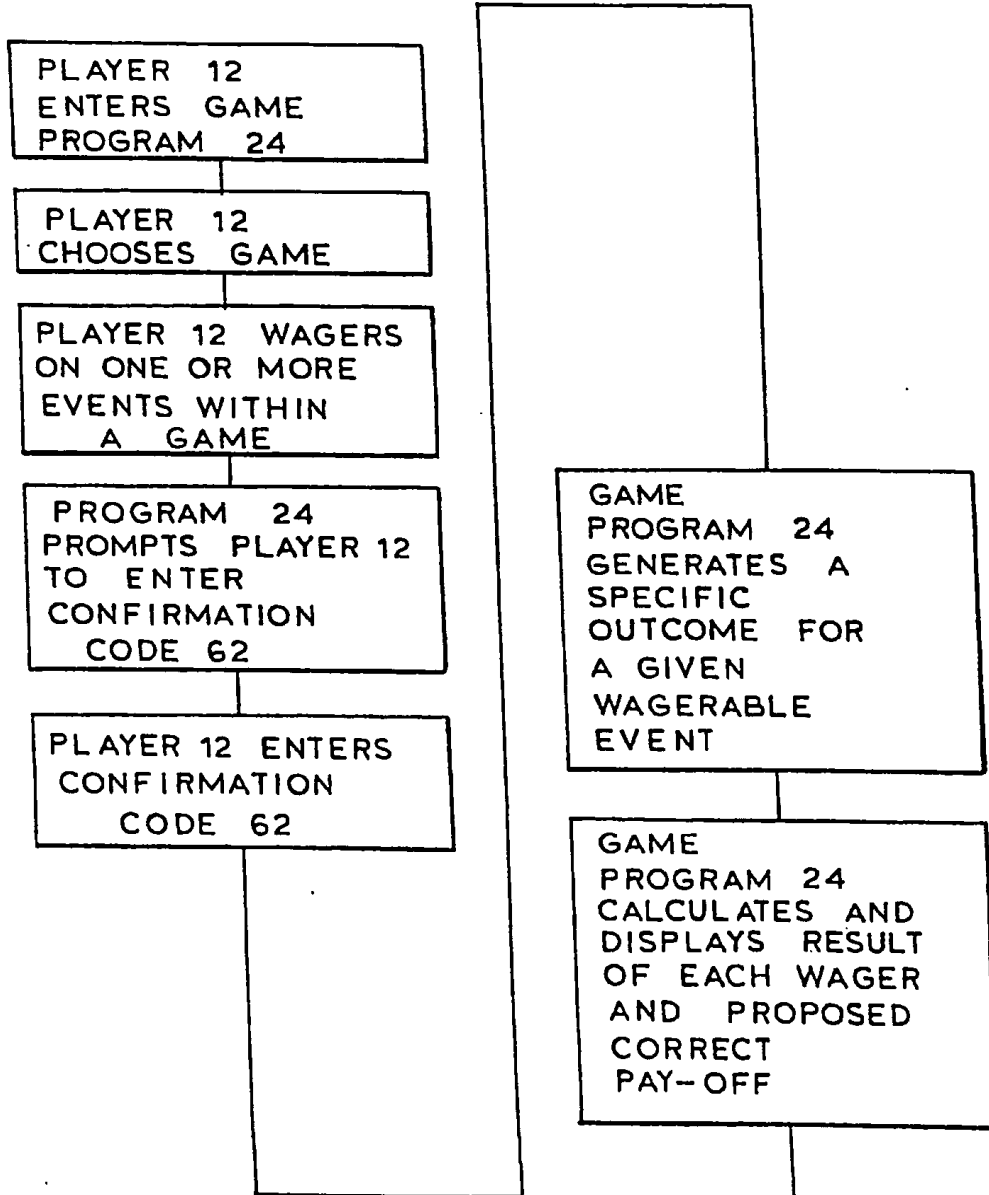 PLAYER 12
ENTERS GAME
PROGRAM 24
PLAYER 12
CHOOSES GAME
PLAYER 12 WAGERS
ON ONE OR MORE
EVENTS WITHIN
A GAME
PROGRAM 24
PROMPTS PLAYER 12
TO ENTER
CONFIRMATION
CODE 62
PLAYER 12 ENTERS
CONFIRMATION
CODE 62
GAME
PROGRAM 24
GENERATES A
SPECIFIC
OUTCOME FOR
A GIVEN
WAGERABLE
EVENT
GAME
PROGRAM 24
CALCULATES AND
DISPLAYS RESULT
OF EACH WAGER
AND PROPOSED
CORRECT
PAY-OFF